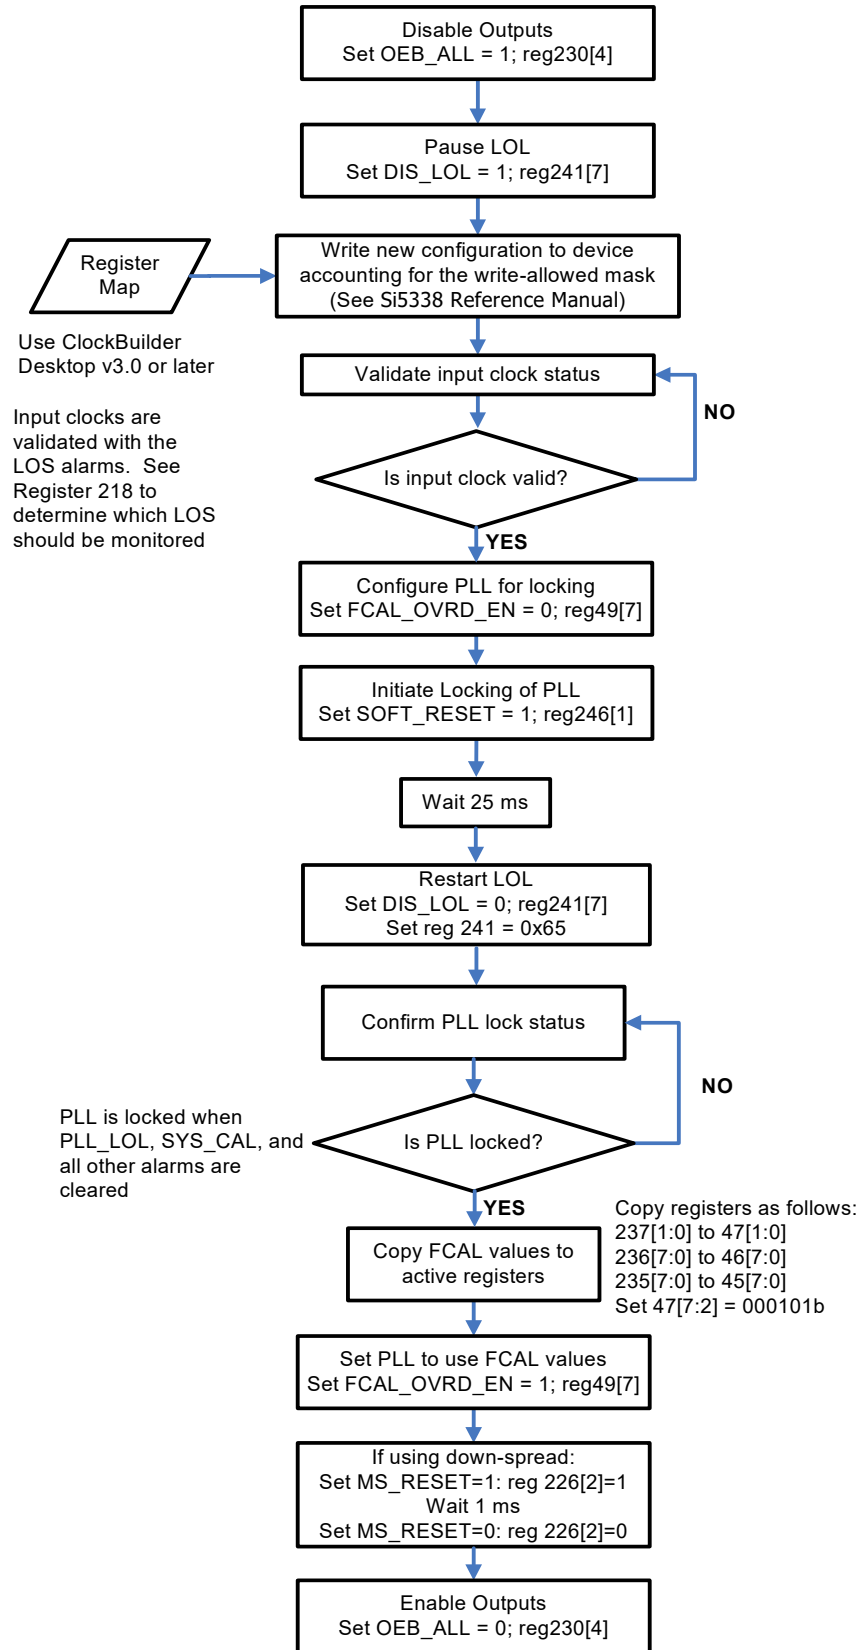 Disable Outputs
Set OEB_ALL = 1; reg230[4]
Pause LOL
Set DIS_LOL = 1; reg241[7]
Register
Map
Write new configuration to device
accounting for the write-allowed mask
(See Si5338 Reference Manual)
Use ClockBuilder
Desktop v3.0 or later
Validate input clock status
NO
Input clocks are
validated with the
LOS alarms. See
Register 218 to
determine which LOS
should be monitored
Is input clock valid?
YES
Configure PLL for locking
Set FCAL_OVRD_EN = 0; reg49[7]
Initiate Locking of PLL
Set SOFT_RESET = 1; reg246[1]
Wait 25 ms
Restart LOL
Set DIS_LOL = 0; reg241[7]
Set reg 241 = 0x65
Confirm PLL lock status
NO
PLL is locked when
PLL_LOL, SYS_CAL, and
all other alarms are
cleared
Is PLL locked?
YES
Copy registers as follows:
237[1:0] to 47[1:0]
236[7:0] to 46[7:0]
235[7:0] to 45[7:0]
Set 47[7:2] = 000101b
Copy FCAL values to
active registers
Set PLL to use FCAL values
Set FCAL_OVRD_EN = 1; reg49[7]
If using down-spread:
Set MS_RESET=1: reg 226[2]=1
Wait 1 ms
Set MS_RESET=0: reg 226[2]=0
Enable Outputs
Set OEB_ALL = 0; reg230[4]